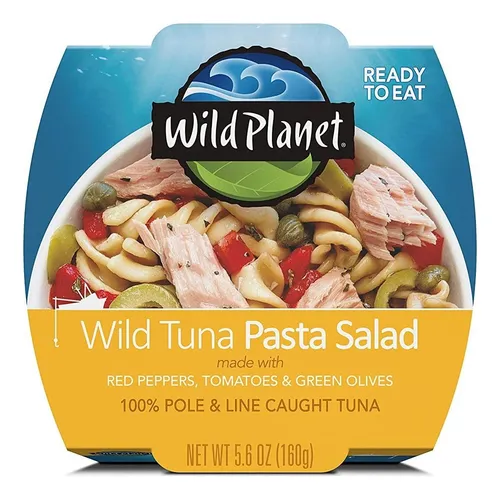 READY
TO EAT
Wild Planet®
Wild Tuna Pasta Salad
made with
RED PEPPERS, TOMATOES & GREEN OLIVES
100% POLE & LINE CAUGHT TUNA
NET WT 5.6 OZ (160g)